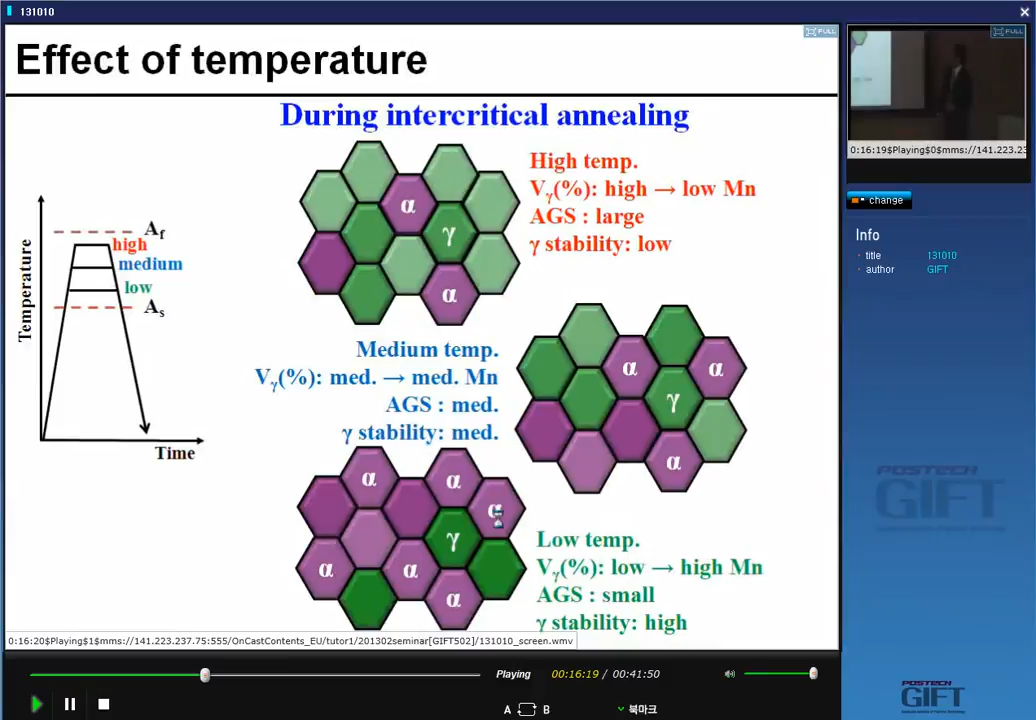 131010
Effect of temperature
FULL
FULL
During intercritical annealing
High temp.
Vγ(%): high → low Mn
AGS : large
γ stability: low
α
γ
α
Temperature
Af
high
medium
low
As
Time
Medium temp.
Vγ(%): med. → med. Mn
AGS : med.
γ stability: med.
α
α
γ
α
α
α
α
γ
α
α
α
Low temp.
Vγ(%): low → high Mn
AGS : small
γ stability: high
0:16:20$Playing$1$mms://141.223.237.75:555/OnCastContents_EU/tutor1/201302seminar[GIFT502]/131010_screen.wmv
Playing
00:16:19 / 00:41:50
A B
북마크
0:16:19$Playing$0$mms://141.223.23
change
Info
title 131010
author GIFT
POSTECH
GIFT
POSTECH
GIFT